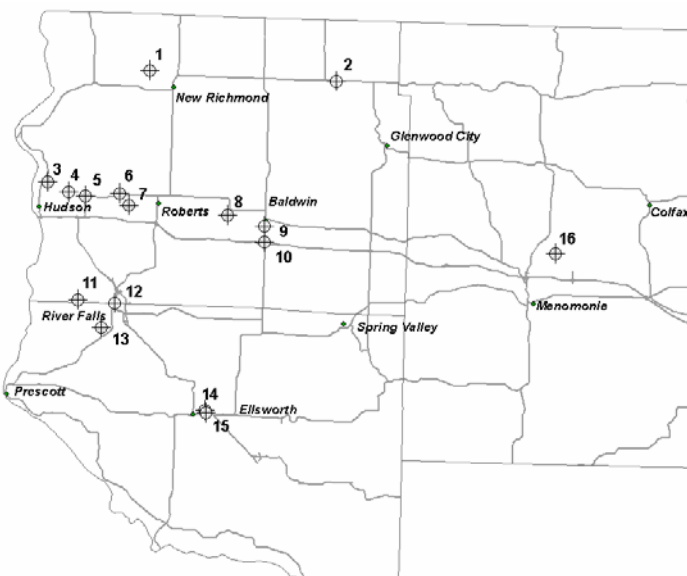 1
2
New Richmond
Glenwood City
3
4
5
6
7
8
Baldwin
Hudson
Roberts
Colfax
9
16
10
11
12
Menomonie
River Falls
13
Spring Valley
Prescott
14
Ellsworth
15